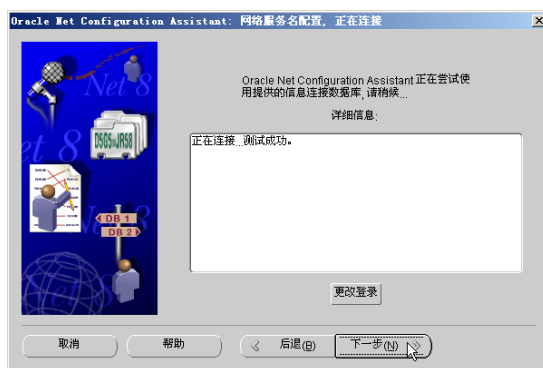 Oracle Net Configuration Assistant: 网络服务名配置, 正在连接
Net 8
Oracle Net Configuration Assistant 正在尝试使
用提供的信息连接数据库, 请稍候...
详细信息:
DSGS-JRS8
正在连接...测试成功。
et 8
DB 1
DB 2
更改登录
取消
帮助
后退(B)
下一步(N)